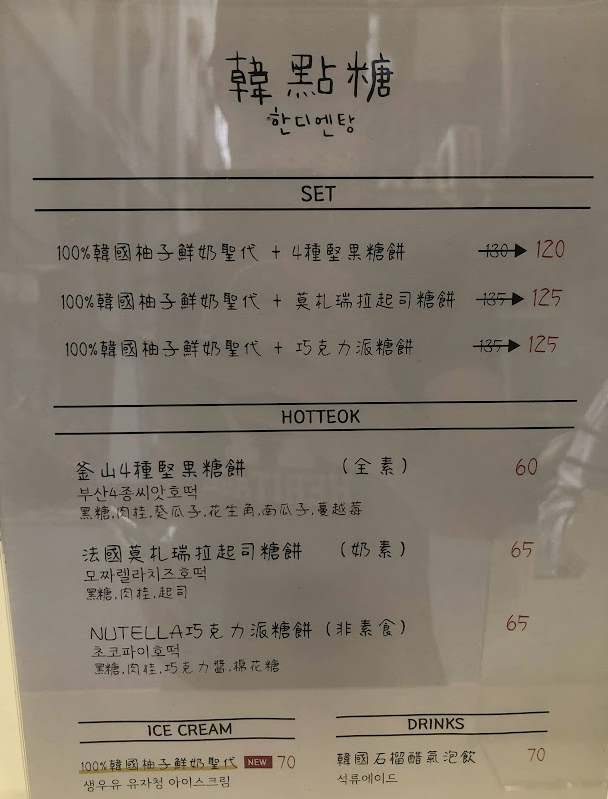 韓點糖
한디엔탕
SET
100%韓國柚子鮮奶聖代 + 4種堅果糖餅 130 120
100%韓國柚子鮮奶聖代 + 莫札瑞拉起司糖餅 135 125
100%韓國柚子鮮奶聖代 + 巧克力派糖餅 135 125
HOTTEOK
釜山4種堅果糖餅 (全素) 60
부산4종씨앗호떡
黑糖,肉桂,葵瓜子,花生角,南瓜子,蔓越莓
法國莫札瑞拉起司糖餅 (奶素) 65
모짜렐라치즈호떡
黑糖,肉桂,起司
NUTELLA巧克力派糖餅 (非素食) 65
초코파이호떡
黑糖,肉桂,巧克力醬,棉花糖
ICE CREAM
100%韓國柚子鮮奶聖代 NEW 70
생우유 유자청 아이스크림
DRINKS
韓國石榴醋氣泡飲 70
석류에이드